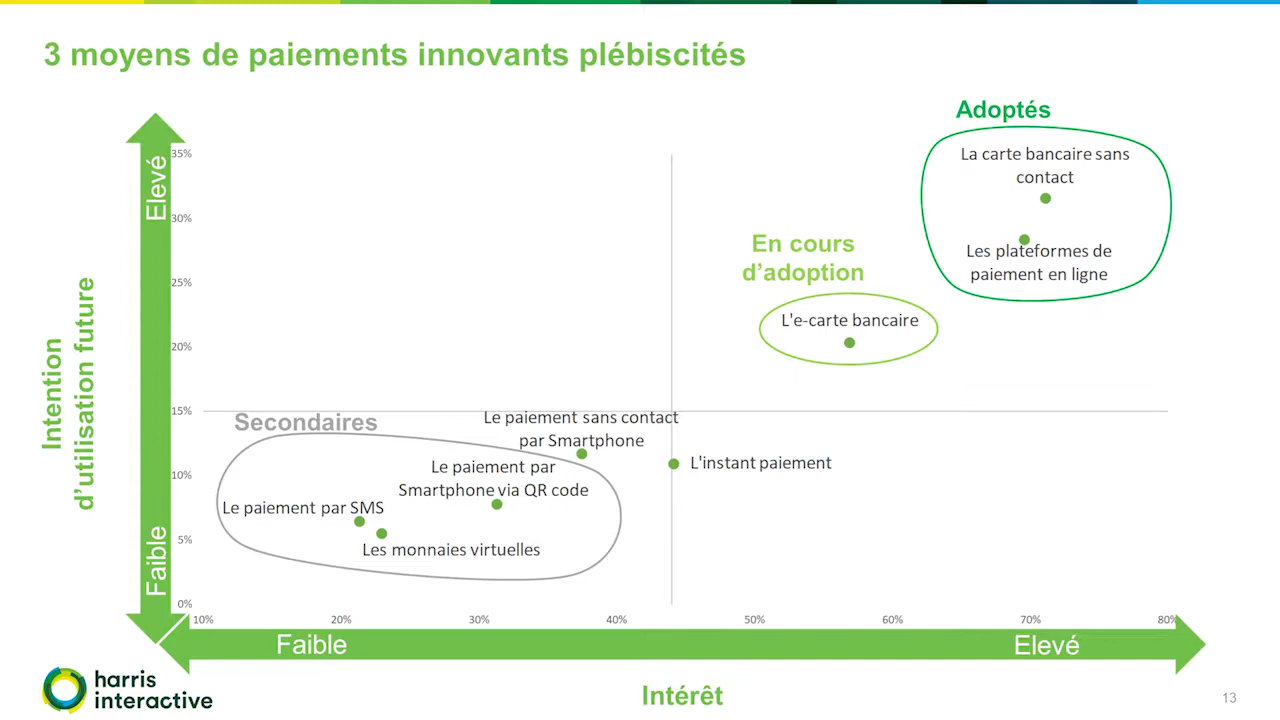 3 moyens de paiements innovants plébiscités
Adoptés
La carte bancaire sans
contact
Les plateformes de
paiement en ligne
En cours
d’adoption
L'e-carte bancaire
Secondaires
Le paiement sans contact
par Smartphone
L'instant paiement
Le paiement par
Smartphone via QR code
Le paiement par SMS
Les monnaies virtuelles
Intention
d’utilisation future
Elevé
Faible
35%
30%
25%
20%
15%
10%
5%
0%
10%
20%
30%
40%
50%
60%
70%
80%
Faible
Elevé
Intérêt
harris
interactive
13